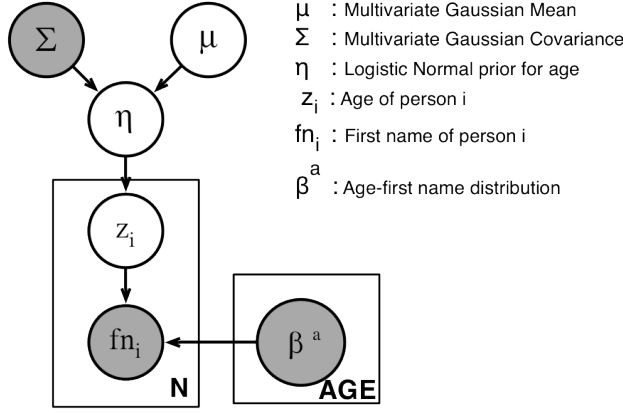 Σ
μ
η
z_i
fn_i
β^a
N
AGE
μ : Multivariate Gaussian Mean
Σ : Multivariate Gaussian Covariance
η : Logistic Normal prior for age
z_i : Age of person i
fn_i : First name of person i
β^a : Age-first name distribution